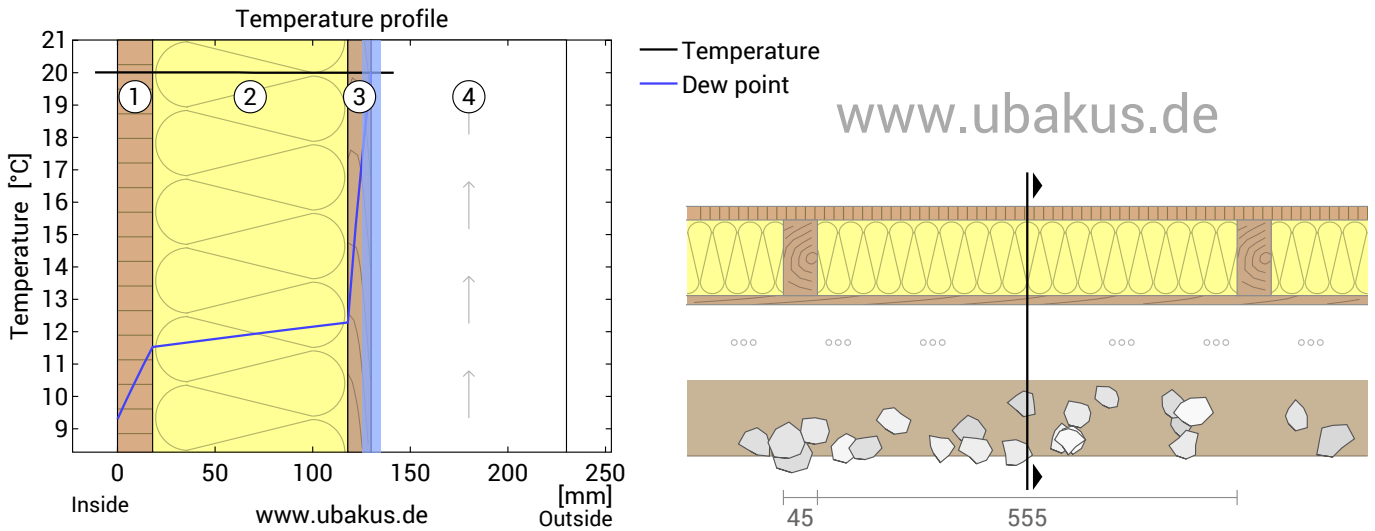 Temperature profile
Temperature [°C]
21
20
19
18
17
16
15
14
13
12
11
10
9
1 2 3 4
0 50 100 150 200 250
[mm]
Inside
www.ubakus.de
Outside
Temperature
Dew point
www.ubakus.de
45 555